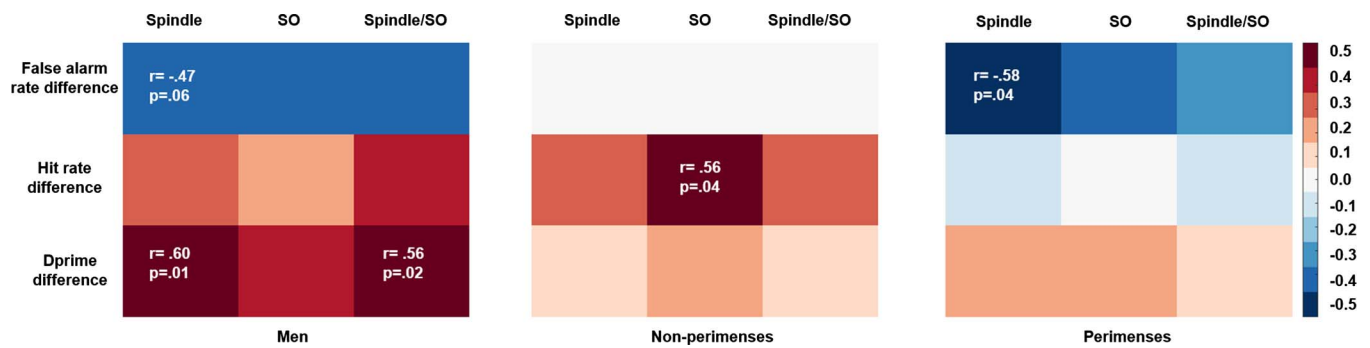 Spindle SO Spindle/SO
Spindle SO Spindle/SO
Spindle SO Spindle/SO
False alarm
rate difference
r= -.47
p=.06
r= -.58
p=.04
Hit rate
difference
r= .56
p=.04
Dprime
difference
r= .60
p=.01
r= .56
p=.02
0.5
0.4
0.3
0.2
0.1
0.0
-0.1
-0.2
-0.3
-0.4
-0.5
Men
Non-perimenses
Perimenses